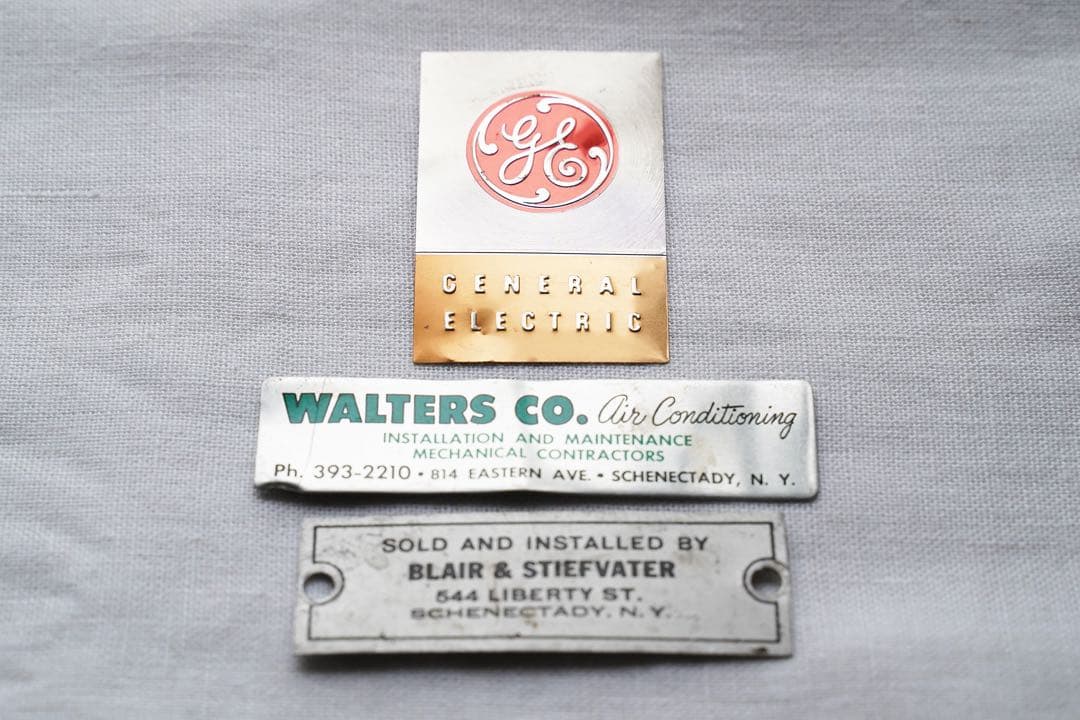 GE
GENERAL
ELECTRIC
WALTERS CO. Air Conditioning
INSTALLATION AND MAINTENANCE
MECHANICAL CONTRACTORS
Ph. 393-2210 • 814 EASTERN AVE. • SCHENECTADY, N. Y.
SOLD AND INSTALLED BY
BLAIR & STIEFVATER
544 LIBERTY ST.
SCHENECTADY, N. Y.